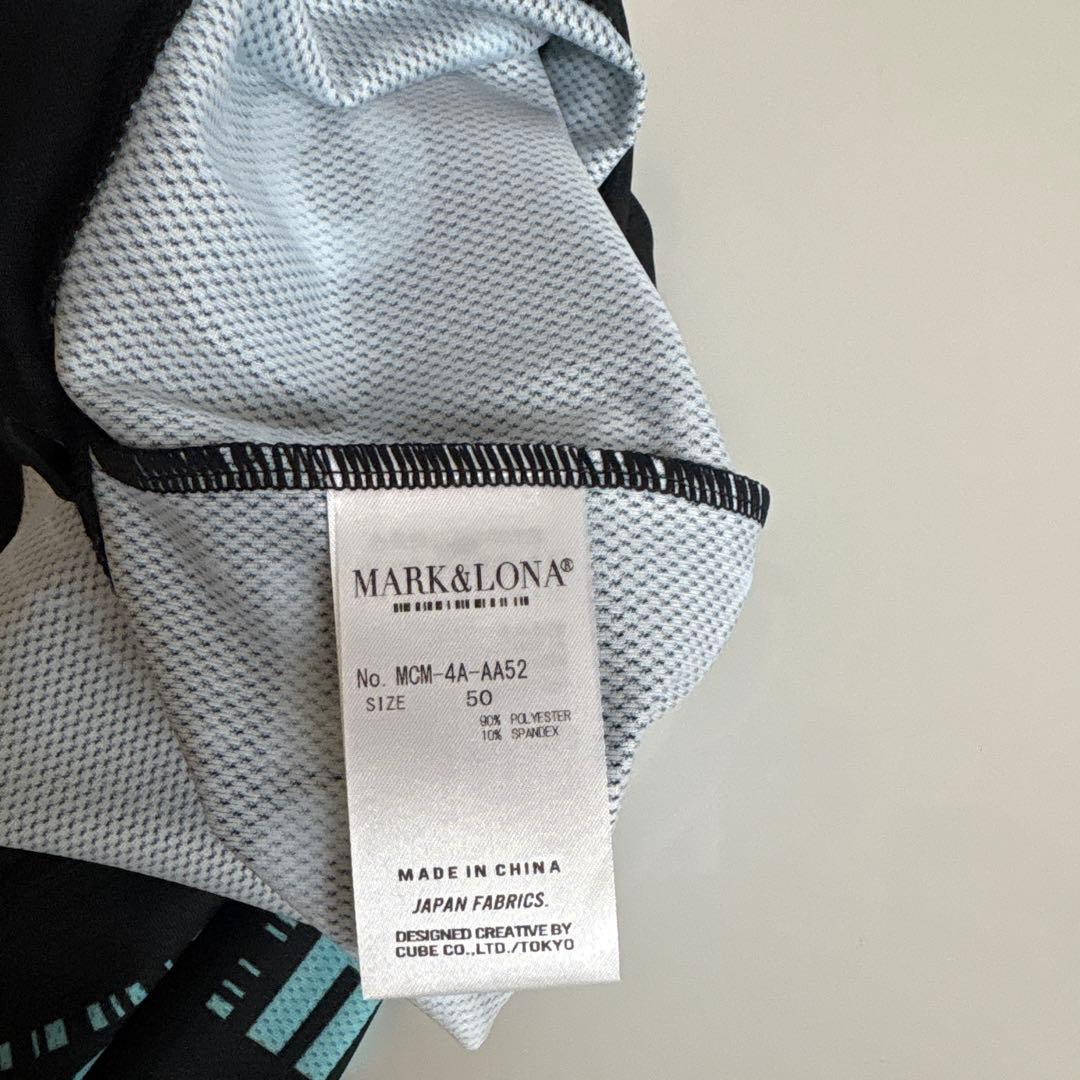 MARK&LONA®
No. MCM-4A-AA52
SIZE 50
90% POLYESTER
10% SPANDEX
MADE IN CHINA
JAPAN FABRICS.
DESIGNED CREATIVE BY
CUBE CO.,LTD./TOKYO